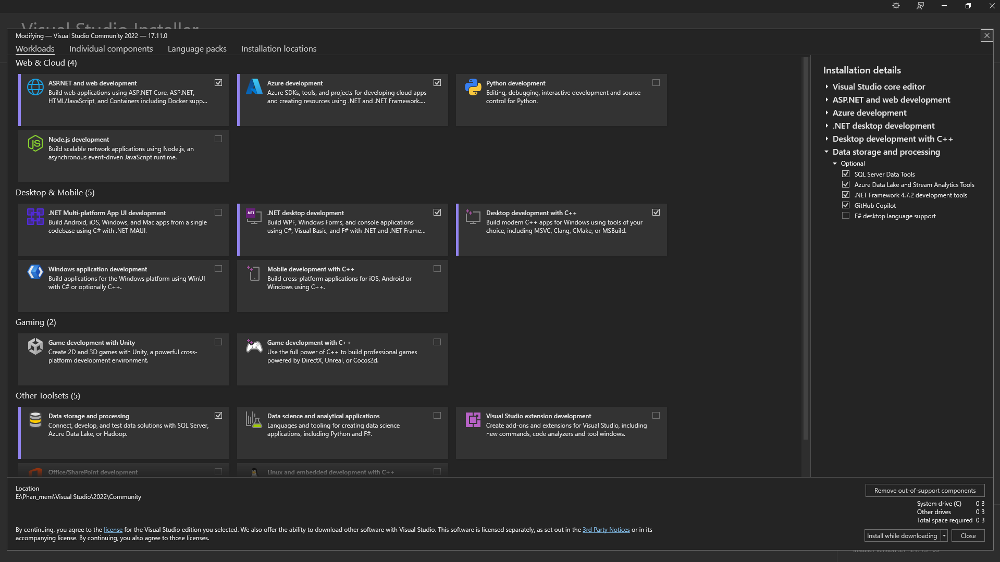 Visual Studio Installer
Modifying — Visual Studio Community 2022 — 17.11.0
Workloads
Individual components
Language packs
Installation locations
Web & Cloud (4)
ASP.NET and web development
Build web applications using ASP.NET Core, ASP.NET,
HTML/JavaScript, and Containers including Docker supp...
Azure development
Azure SDKs, tools, and projects for developing cloud apps
and creating resources using .NET and .NET Framework....
Python development
Editing, debugging, interactive development and source
control for Python.
Node.js development
Build scalable network applications using Node.js, an
asynchronous event-driven JavaScript runtime.
Desktop & Mobile (5)
.NET Multi-platform App UI development
Build Android, iOS, Windows, and Mac apps from a single
codebase using C# with .NET MAUI.
.NET
.NET desktop development
Build WPF, Windows Forms, and console applications
using C#, Visual Basic, and F# with .NET and .NET Frame...
Desktop development with C++
Build modern C++ apps for Windows using tools of your
choice, including MSVC, Clang, CMake, or MSBuild.
Windows application development
Build applications for the Windows platform using WinUI
with C# or optionally C++.
Mobile development with C++
Build cross-platform applications for iOS, Android or
Windows using C++.
Gaming (2)
Game development with Unity
Create 2D and 3D games with Unity, a powerful cross-
platform development environment.
Game development with C++
Use the full power of C++ to build professional games
powered by DirectX, Unreal, or Cocos2d.
Other Toolsets (5)
Data storage and processing
Connect, develop, and test data solutions with SQL Server,
Azure Data Lake, or Hadoop.
Data science and analytical applications
Languages and tooling for creating data science
applications, including Python and F#.
Visual Studio extension development
Create add-ons and extensions for Visual Studio, including
new commands, code analyzers and tool windows.
Office/SharePoint development
Linux and embedded development with C++
Installation details
Visual Studio core editor
ASP.NET and web development
Azure development
.NET desktop development
Desktop development with C++
Data storage and processing
Optional
SQL Server Data Tools
Azure Data Lake and Stream Analytics Tools
.NET Framework 4.7.2 development tools
GitHub Copilot
F# desktop language support
Location
E:\Phan_mem\Visual Studio\2022\Community
Remove out-of-support components
System drive (C) 0 B
Other drives 0 B
Total space required 0 B
By continuing, you agree to the license for the Visual Studio edition you selected. We also offer the ability to download other software with Visual Studio. This software is licensed separately, as set out in the 3rd Party Notices or in its
accompanying license. By continuing, you also agree to those licenses.
Install while downloading
Close